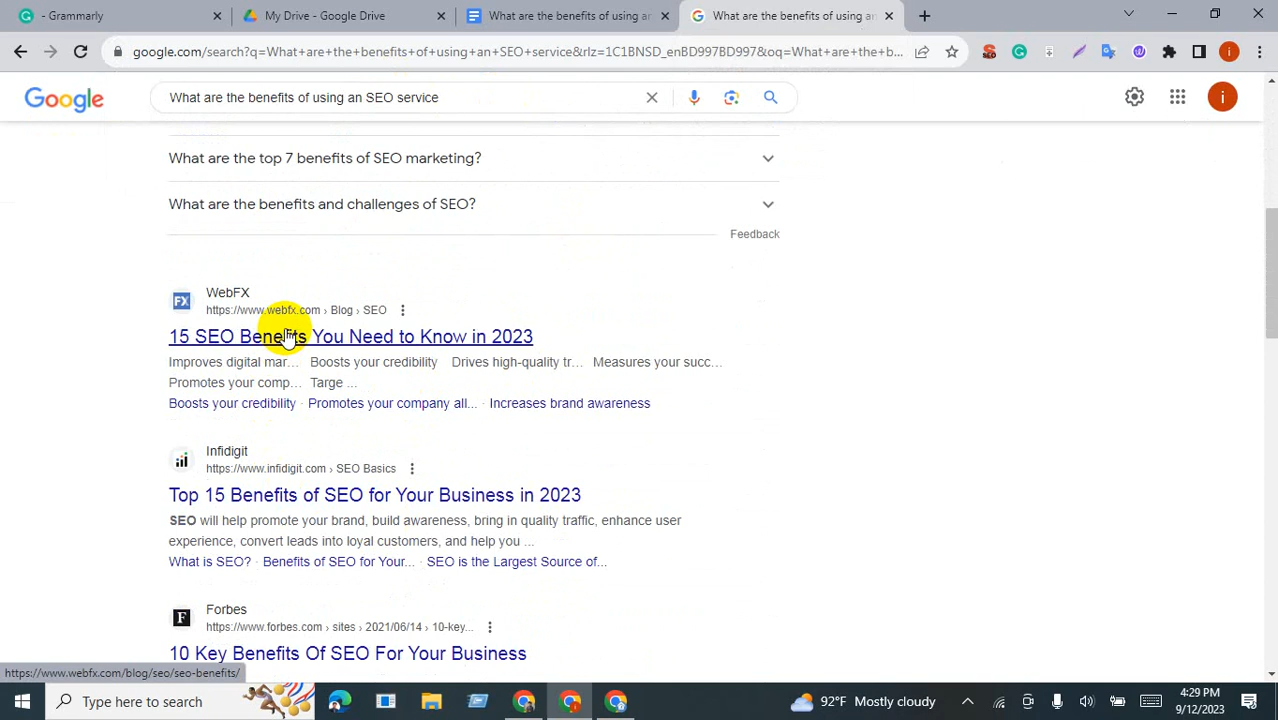 - Grammarly
My Drive - Google Drive
What are the benefits of using an
What are the benefits of using an
google.com/search?q=What+are+the+benefits+of+using+an+SEO+service&rlz=1C1BNSD_enBD997BD997&oq=What+are+the+b...
i
Google
What are the benefits of using an SEO service
i
What are the top 7 benefits of SEO marketing?
What are the benefits and challenges of SEO?
Feedback
FX
WebFX
https://www.webfx.com › Blog › SEO
15 SEO Benefits You Need to Know in 2023
Improves digital mar... Boosts your credibility Drives high-quality tr... Measures your succ...
Promotes your comp... Targe ...
Boosts your credibility · Promotes your company all... · Increases brand awareness
Infidigit
https://www.infidigit.com › SEO Basics
Top 15 Benefits of SEO for Your Business in 2023
SEO will help promote your brand, build awareness, bring in quality traffic, enhance user
experience, convert leads into loyal customers, and help you ...
What is SEO? · Benefits of SEO for Your... · SEO is the Largest Source of...
F
Forbes
https://www.forbes.com › sites › 2021/06/14 › 10-key...
10 Key Benefits Of SEO For Your Business
https://www.webfx.com/blog/seo/seo-benefits/
Type here to search
92°F Mostly cloudy
4:29 PM
9/12/2023